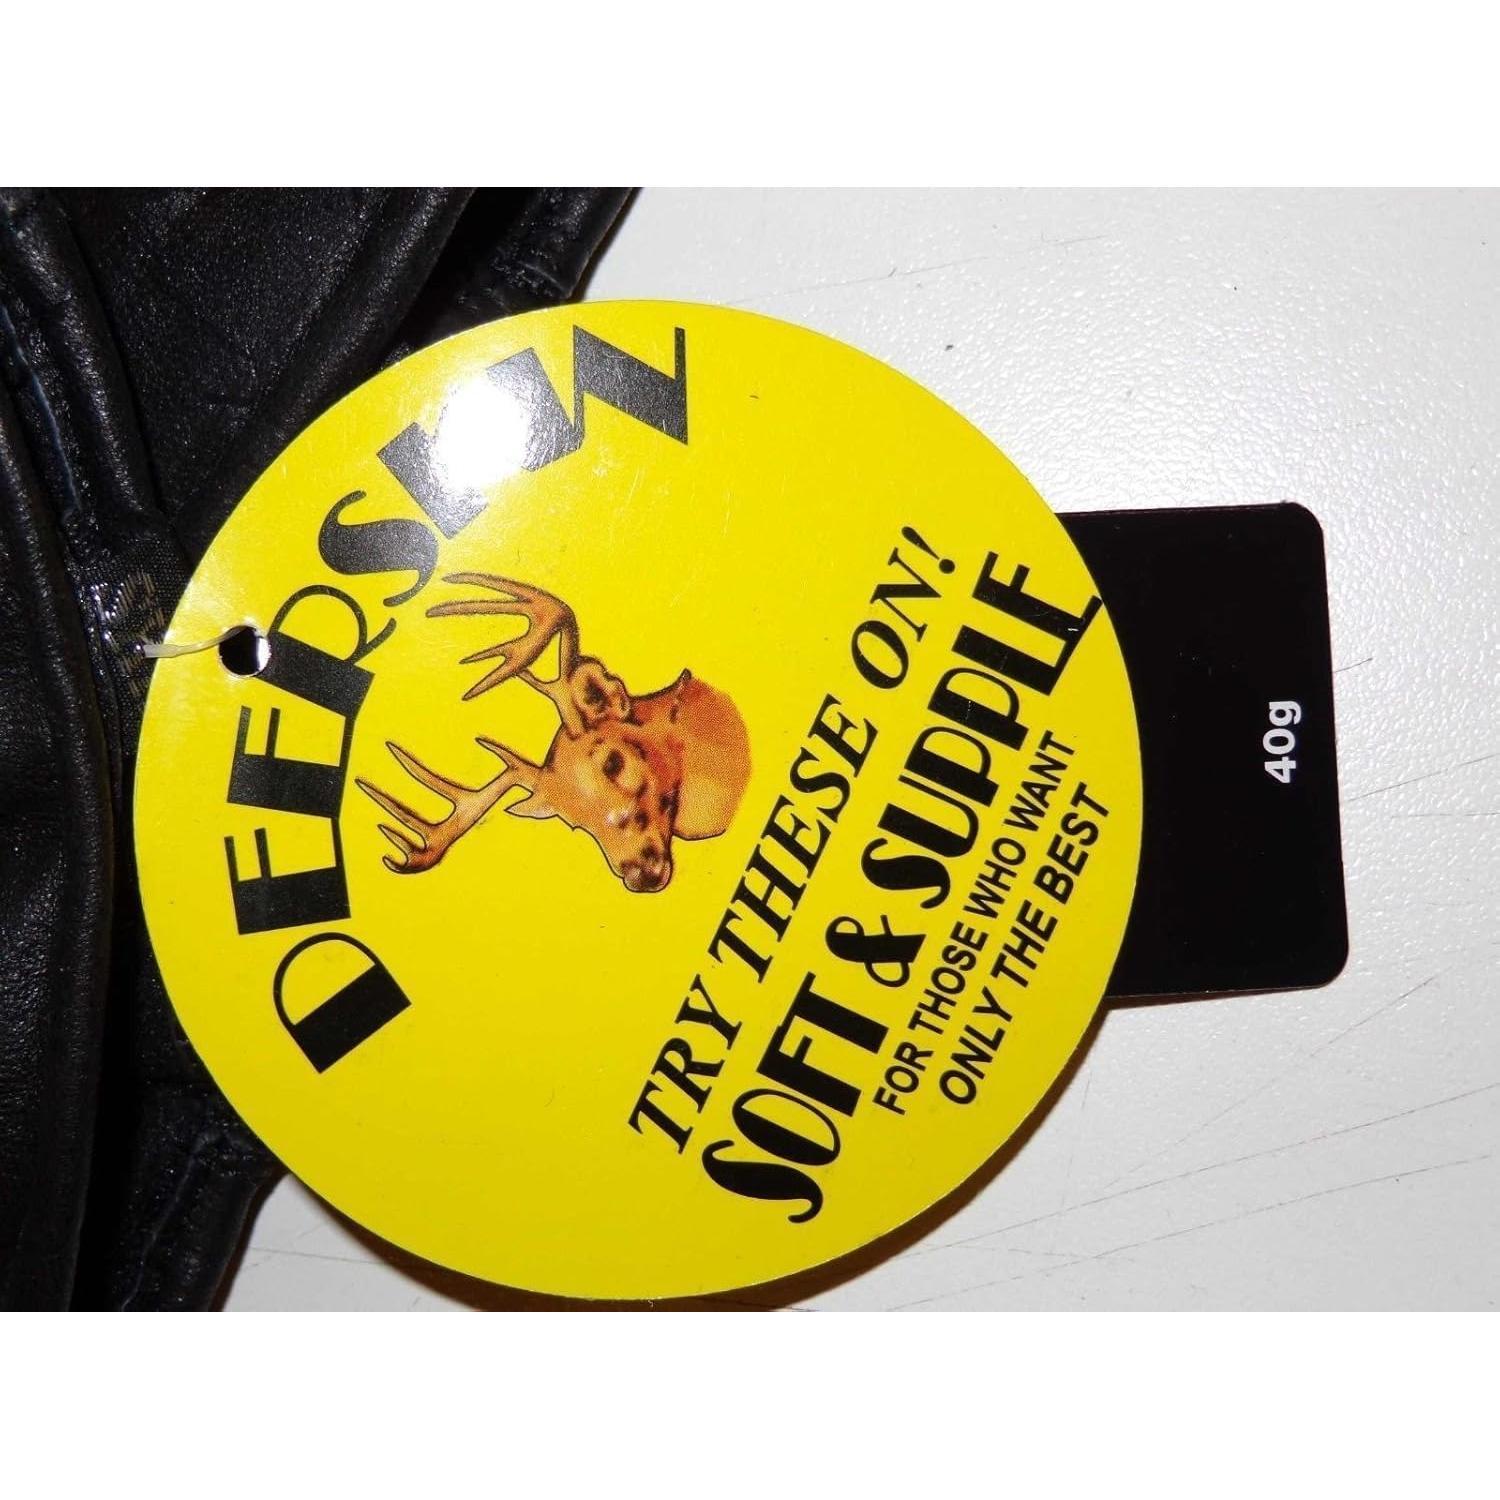 DEERSKIN
TRY THESE ON!
SOFT & SUPPLE
FOR THOSE WHO WANT
ONLY THE BEST
40g